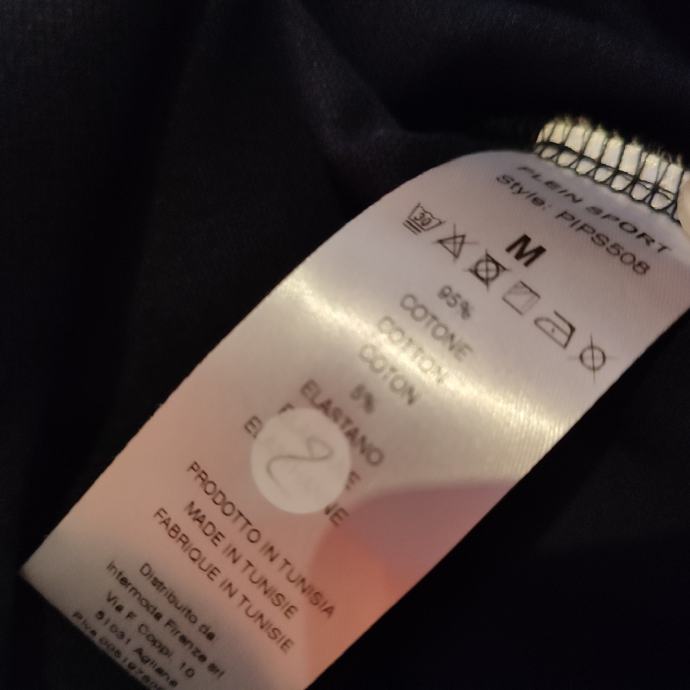 PLEIN SPORT
Style: PIPS508
M
30
95%
COTONE
COTTON
COTON
5%
ELASTANO
PRODOTTO IN TUNISIA
MADE IN TUNISIE
FABRIQUE IN TUNISIE
Distribuito da
Intermoda Firenze srl
Via F. Coppi, 10
51031 Agliana